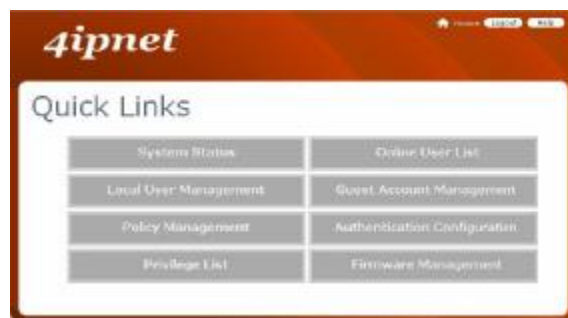 4ipnet
Home Logout Help
Quick Links
System Status
Online User List
Local User Management
Guest Account Management
Policy Management
Authentication Configuration
Privilege List
Firmware Management